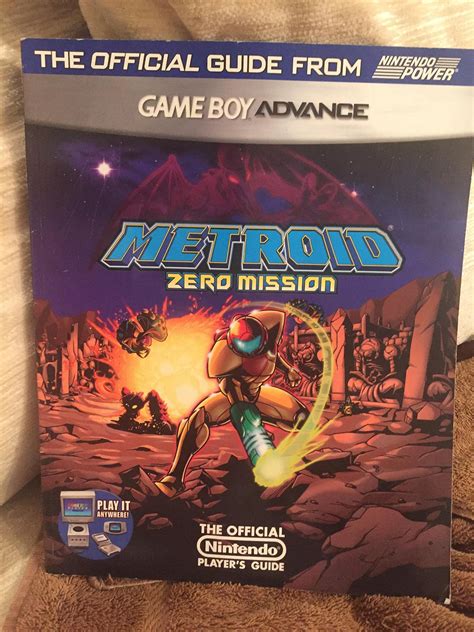 THE OFFICIAL GUIDE FROM NINTENDO POWER
GAME BOY ADVANCE
METROID
ZERO MISSION
PLAY IT
ANYWHERE!
THE OFFICIAL
Nintendo
PLAYER'S GUIDE